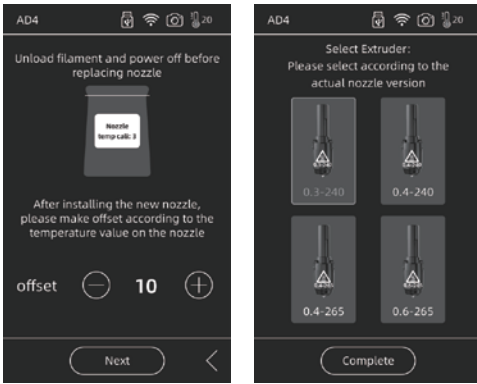 AD4
20
Unload filament and power off before
replacing nozzle
Nozzle
temp cali: 3
After installing the new nozzle,
please make offset according to the
temperature value on the nozzle
offset
10
Next
AD4
20
Select Extruder:
Please select according to the
actual nozzle version
0.3-240
0.4-240
0.4-265
0.6-265
Complete